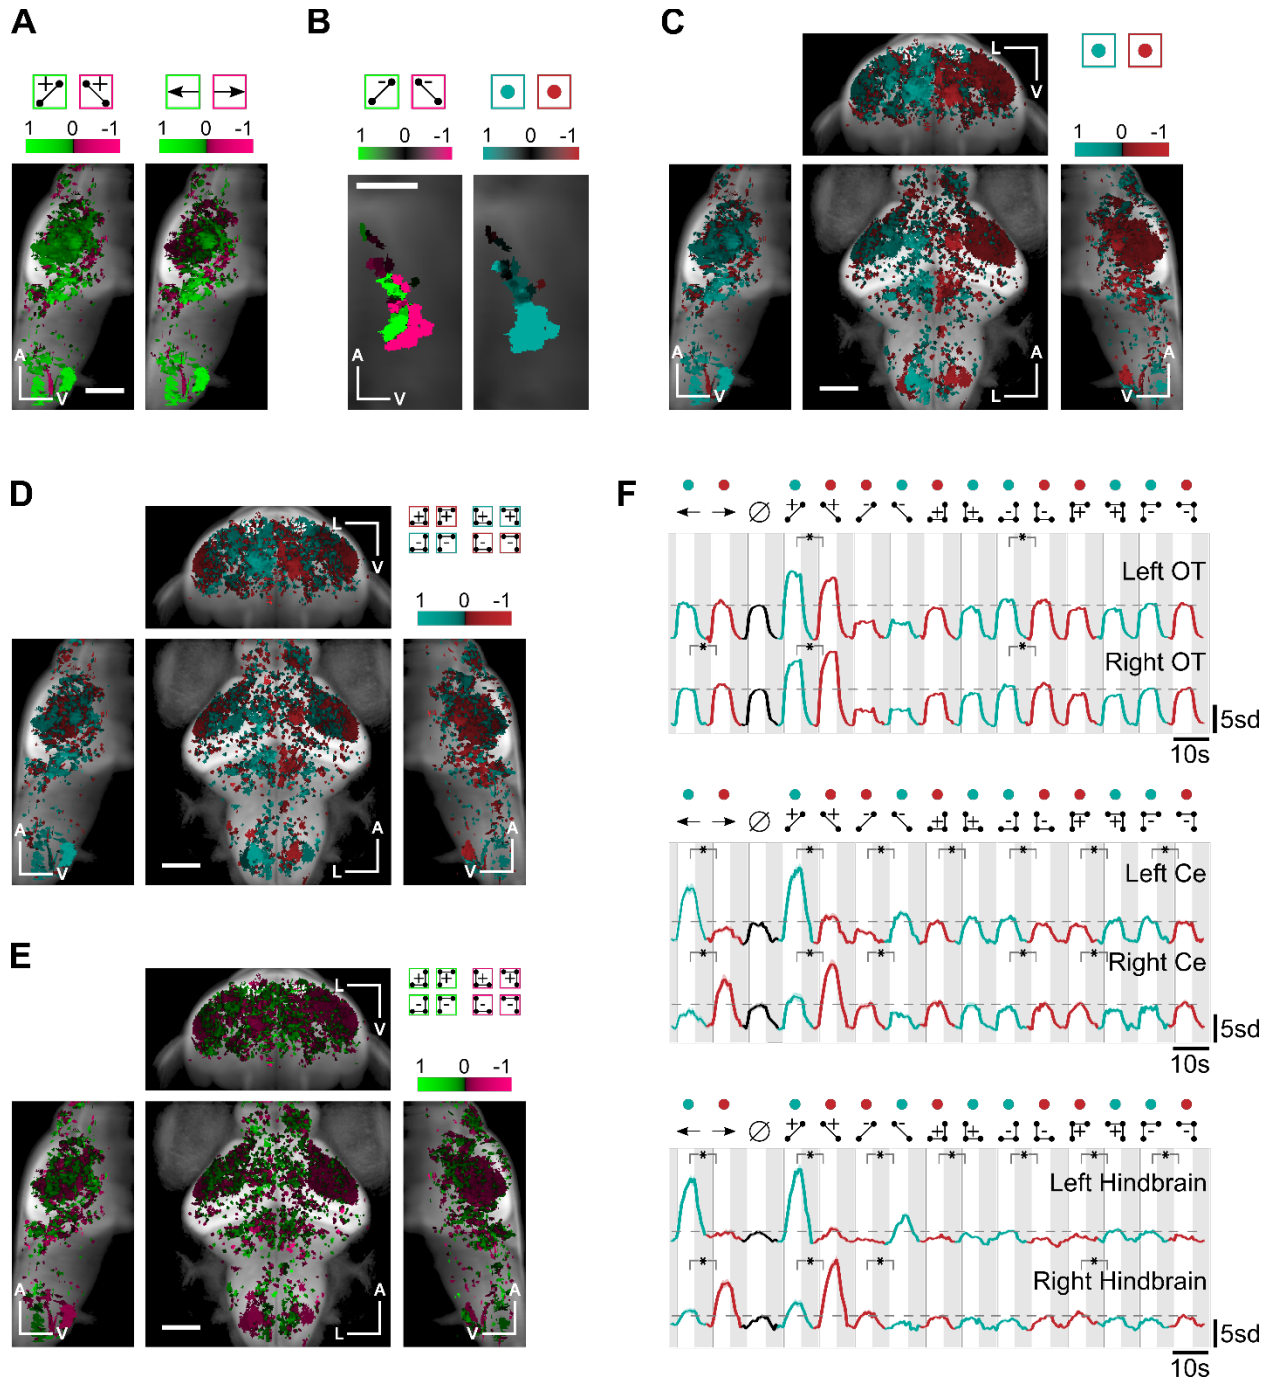 A
B
C
+ +
1 0 -1
1 0 -1
A
V
- -
1 0 -1
1 0 -1
A
V
L
V
1 0 -1
A
V
A
L
A
V
D
L
V
+ + + +
- - - -
1 0 -1
A
V
A
L
A
V
E
L
V
+ + + +
- - - -
1 0 -1
A
V
A
L
A
V
F
∅ + + - - + + - - + + - -
* *
Left OT
* * *
Right OT
5sd
10s
∅ + + - - + + - - + + - -
* * * * * * *
Left Ce
* * * * *
Right Ce
5sd
10s
∅ + + - - + + - - + + - -
* * * * * * *
Left Hindbrain
* * * *
Right Hindbrain
5sd
10s